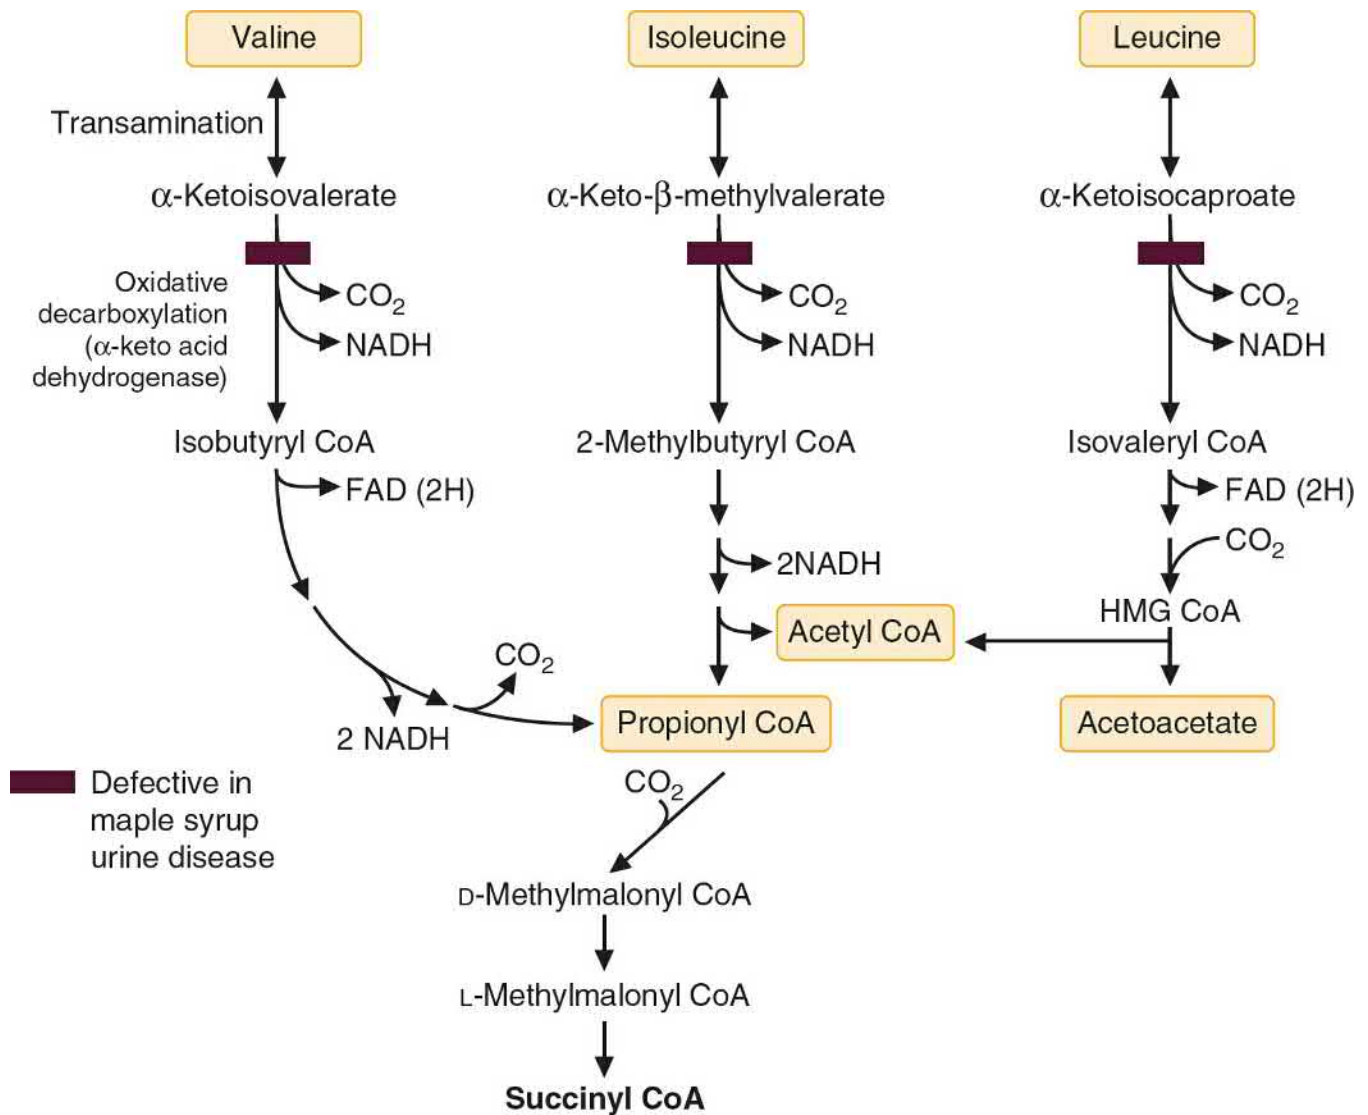 Valine
Isoleucine
Leucine
Transamination
α-Ketoisovalerate
α-Keto-β-methylvalerate
α-Ketoisocaproate
Oxidative
decarboxylation
(α-keto acid
dehydrogenase)
CO₂
NADH
CO₂
NADH
CO₂
NADH
Isobutyryl CoA
2-Methylbutyryl CoA
Isovaleryl CoA
FAD (2H)
FAD (2H)
2NADH
CO₂
HMG CoA
Acetyl CoA
CO₂
2 NADH
Propionyl CoA
Acetoacetate
Defective in
maple syrup
urine disease
CO₂
D-Methylmalonyl CoA
L-Methylmalonyl CoA
Succinyl CoA